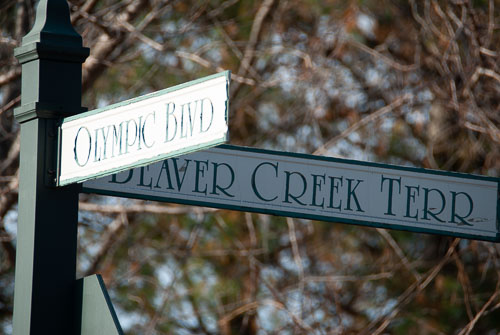 Olympic Blvd
Beaver Creek Terr